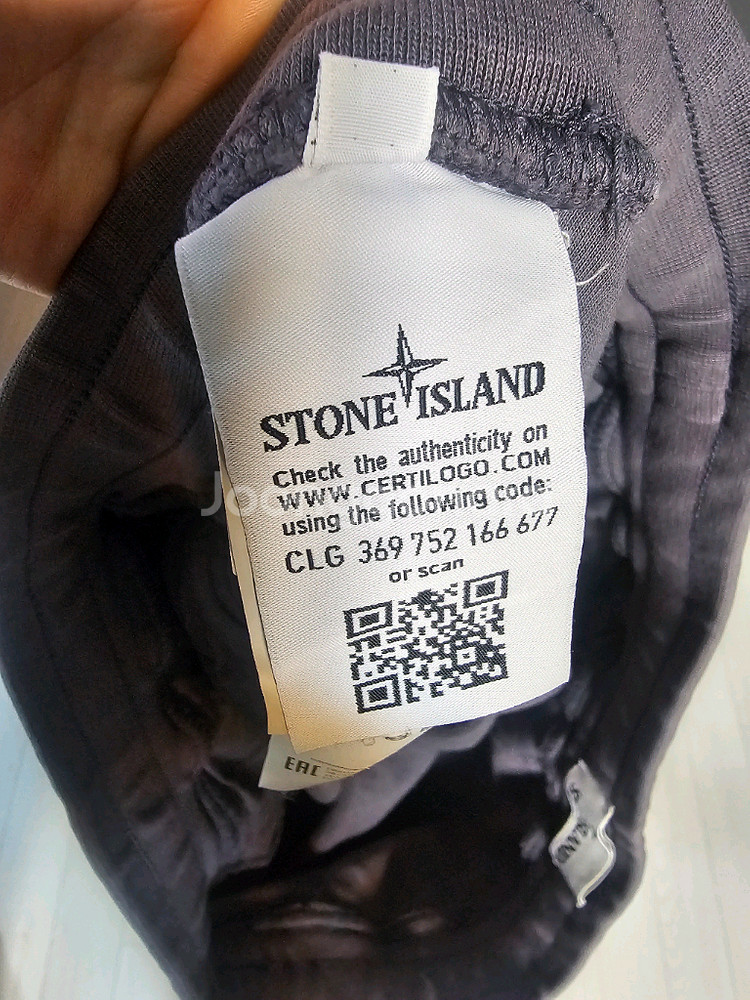 STONE ISLAND
Check the authenticity on
WWW.CERTILOGO.COM
using the following code:
CLG 369 752 166 677
or scan
EAC